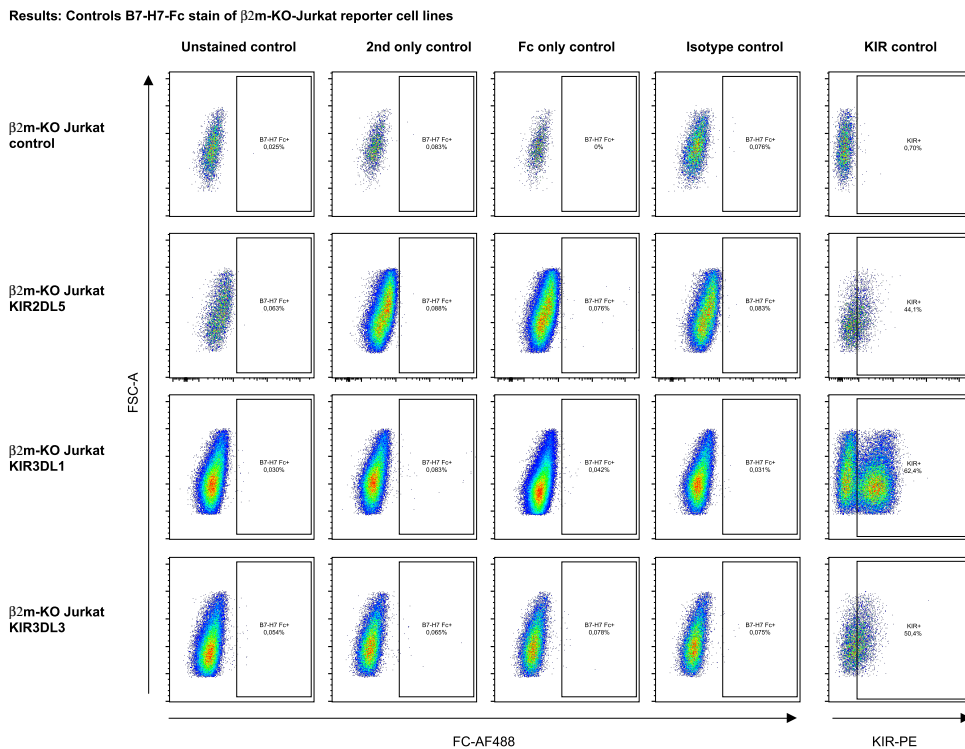 Results: Controls B7-H7-Fc stain of β2m-KO-Jurkat reporter cell lines
Unstained control
2nd only control
Fc only control
Isotype control
KIR control
β2m-KO Jurkat
control
B7-H7 Fc+
0,025%
B7-H7 Fc+
0,083%
B7-H7 Fc+
0%
B7-H7 Fc+
0,076%
KIR+
0,70%
β2m-KO Jurkat
KIR2DL5
B7-H7 Fc+
0,063%
B7-H7 Fc+
0,088%
B7-H7 Fc+
0,076%
B7-H7 Fc+
0,083%
KIR+
44,1%
FSC-A
β2m-KO Jurkat
KIR3DL1
B7-H7 Fc+
0,030%
B7-H7 Fc+
0,083%
B7-H7 Fc+
0,042%
B7-H7 Fc+
0,031%
KIR+
62,4%
β2m-KO Jurkat
KIR3DL3
B7-H7 Fc+
0,054%
B7-H7 Fc+
0,065%
B7-H7 Fc+
0,078%
B7-H7 Fc+
0,075%
KIR+
50,4%
FC-AF488
KIR-PE